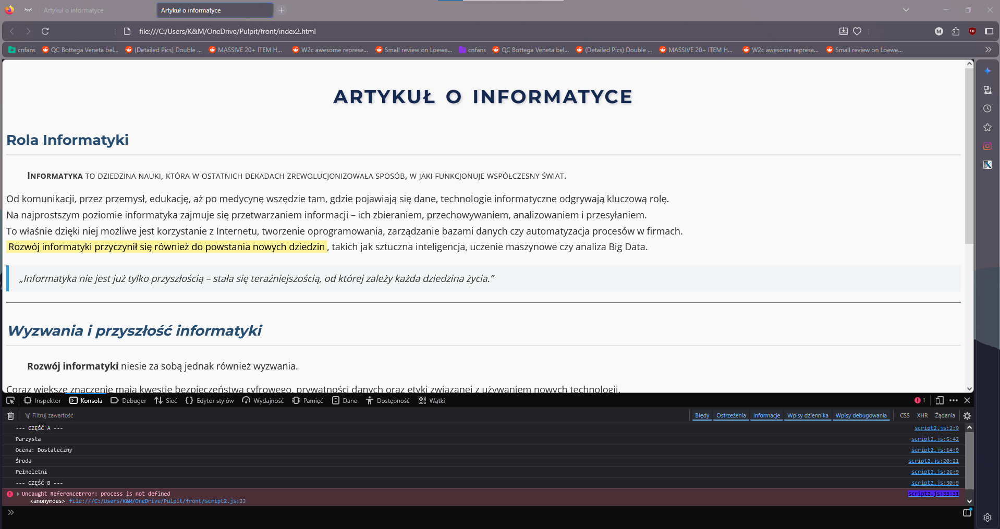 Artykuł o informatyce
Artykuł o informatyce
file:///C:/Users/K&M/OneDrive/Pulpit/front/index2.html
M
UD
cnfans
QC Bottega Veneta bel...
(Detailed Pics) Double ...
MASSIVE 20+ ITEM H...
W2c awesome represe...
Small review on Loewe...
cnfans
QC Bottega Veneta bel...
(Detailed Pics) Double ...
MASSIVE 20+ ITEM H...
W2c awesome represe...
Small review on Loewe...
ARTYKUŁ O INFORMATYCE
Rola Informatyki
Informatyka to dziedzina nauki, która w ostatnich dekadach zrewolucjonizowała sposób, w jaki funkcjonuje współczesny świat.
Od komunikacji, przez przemysł, edukację, aż po medycynę wszędzie tam, gdzie pojawiają się dane, technologie informatyczne odgrywają kluczową rolę.
Na najprostszym poziomie informatyka zajmuje się przetwarzaniem informacji – ich zbieraniem, przechowywaniem, analizowaniem i przesyłaniem.
To właśnie dzięki niej możliwe jest korzystanie z Internetu, tworzenie oprogramowania, zarządzanie bazami danych czy automatyzacja procesów w firmach.
Rozwój informatyki przyczynił się również do powstania nowych dziedzin, takich jak sztuczna inteligencja, uczenie maszynowe czy analiza Big Data.
„Informatyka nie jest już tylko przyszłością – stała się teraźniejszością, od której zależy każda dziedzina życia.”
Wyzwania i przyszłość informatyki
Rozwój informatyki niesie za sobą jednak również wyzwania.
Coraz większe znaczenie mają kwestie bezpieczeństwa cyfrowego, prywatności danych oraz etyki związanej z używaniem nowych technologii.
Inspektor
Konsola
Debuger
Sieć
Edytor stylów
Wydajność
Pamięć
Dane
Dostępność
Wątki
1
Filtruj zawartość
Błędy
Ostrzeżenia
Informacje
Wpisy dziennika
Wpisy debugowania
CSS
XHR
Żądania
--- CZĘŚĆ A --- script2.js:2:9
Parzysta script2.js:5:42
Ocena: Dostateczny script2.js:14:9
Środa script2.js:20:21
Pełnoletni script2.js:26:9
--- CZĘŚĆ B --- script2.js:30:9
Uncaught ReferenceError: process is not defined script2.js:33:31
<anonymous> file:///C:/Users/K&M/OneDrive/Pulpit/front/script2.js:33